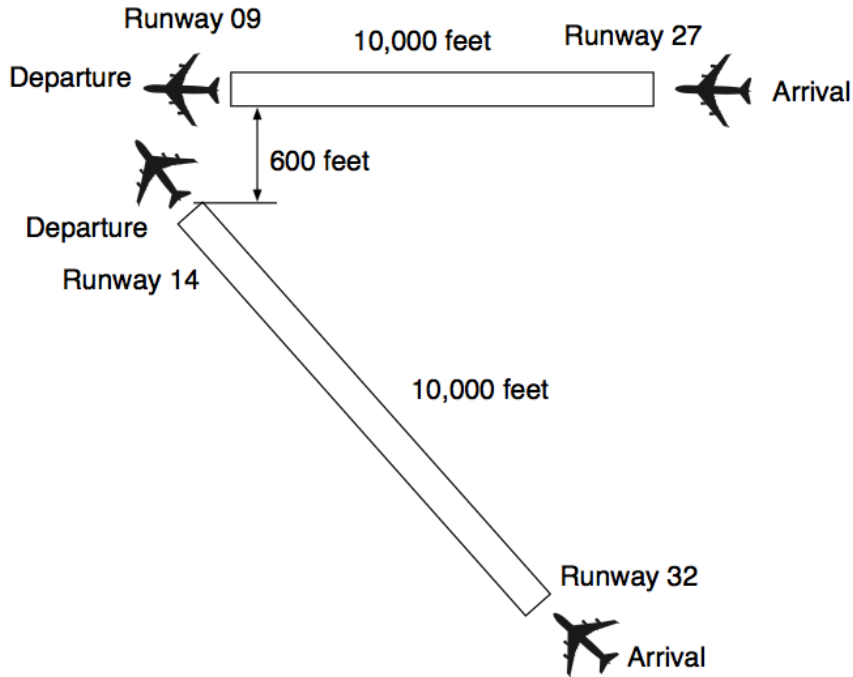 Runway 09
10,000 feet
Runway 27
Departure
Arrival
600 feet
Departure
Runway 14
10,000 feet
Runway 32
Arrival